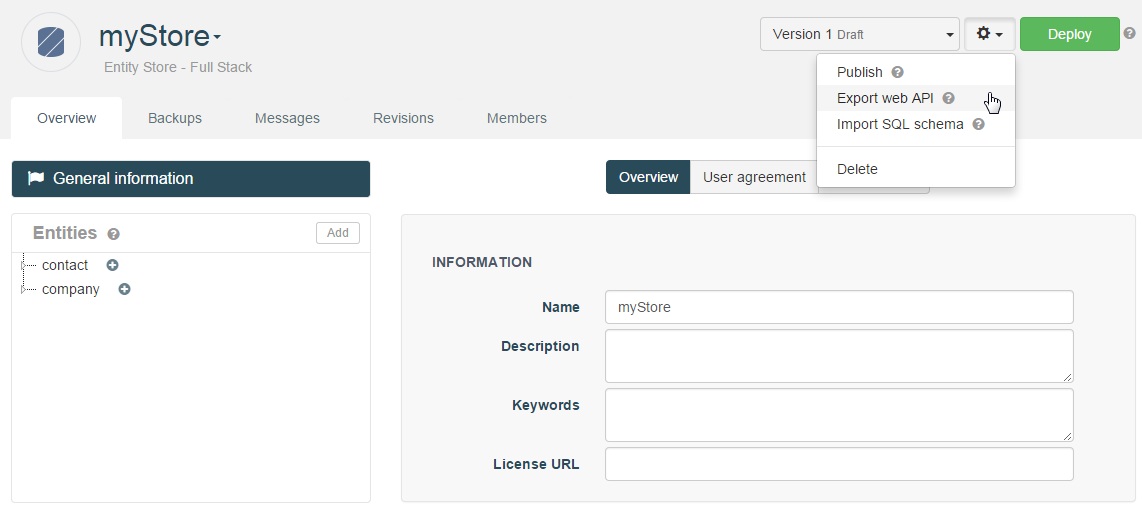 myStore
Version 1 Draft
Deploy
Entity Store - Full Stack
Publish
Export web API
Import SQL schema
Delete
Overview
Backups
Messages
Revisions
Members
General information
Overview
User agreement
Entities
Add
contact
company
INFORMATION
Name
myStore
Description
Keywords
License URL